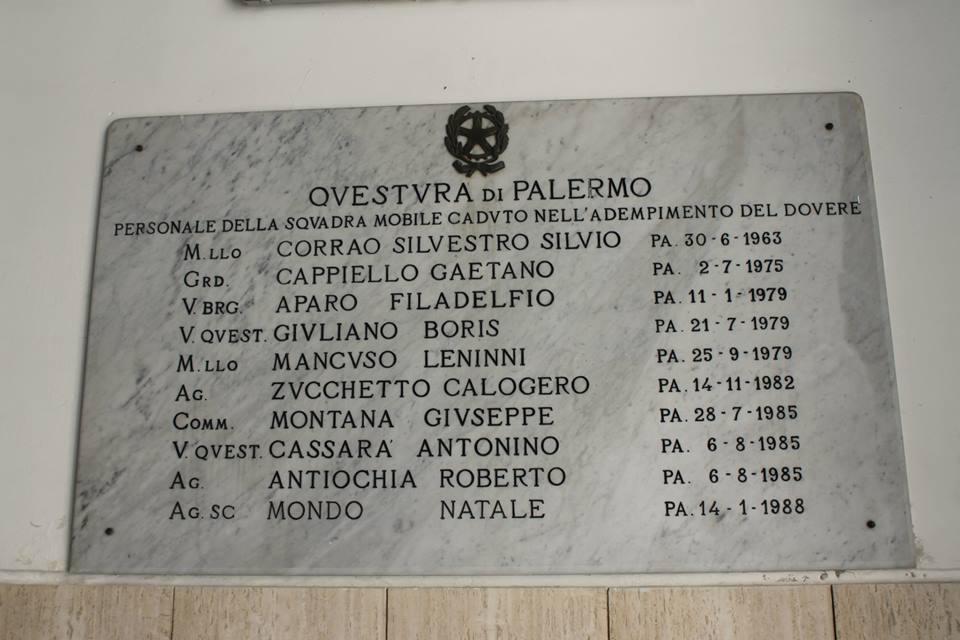 QVESTVRA DI PALERMO
PERSONALE DELLA SQVADRA MOBILE CADVTO NELL'ADEMPIMENTO DEL DOVERE
M.LLO CORRAO SILVESTRO SILVIO PA. 30-6-1963
GRD. CAPPIELLO GAETANO PA. 2-7-1975
V.BRG. APARO FILADELFIO PA. 11-1-1979
V.QVEST. GIVLIANO BORIS PA. 21-7-1979
M.LLO MANCVSO LENINNI PA. 25-9-1979
AG. ZVCCHETTO CALOGERO PA. 14-11-1982
COMM. MONTANA GIVSEPPE PA. 28-7-1985
V.QVEST. CASSARA' ANTONINO PA. 6-8-1985
AG. ANTIOCHIA ROBERTO PA. 6-8-1985
AG.SC MONDO NATALE PA. 14-1-1988